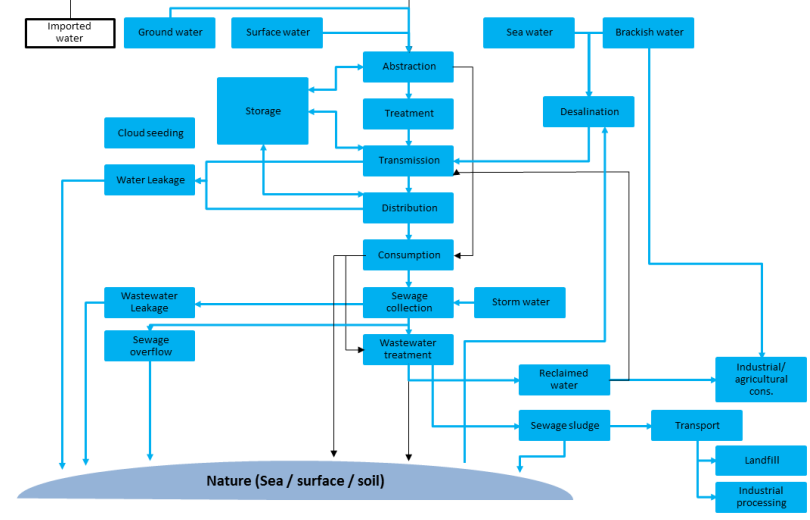 Imported
water
Ground water
Surface water
Sea water
Brackish water
Abstraction
Storage
Treatment
Desalination
Cloud seeding
Transmission
Water Leakage
Distribution
Consumption
Wastewater
Leakage
Sewage
collection
Storm water
Sewage
overflow
Wastewater
treatment
Reclaimed
water
Industrial/
agricultural
cons.
Sewage sludge
Transport
Landfill
Nature (Sea / surface / soil)
Industrial
processing